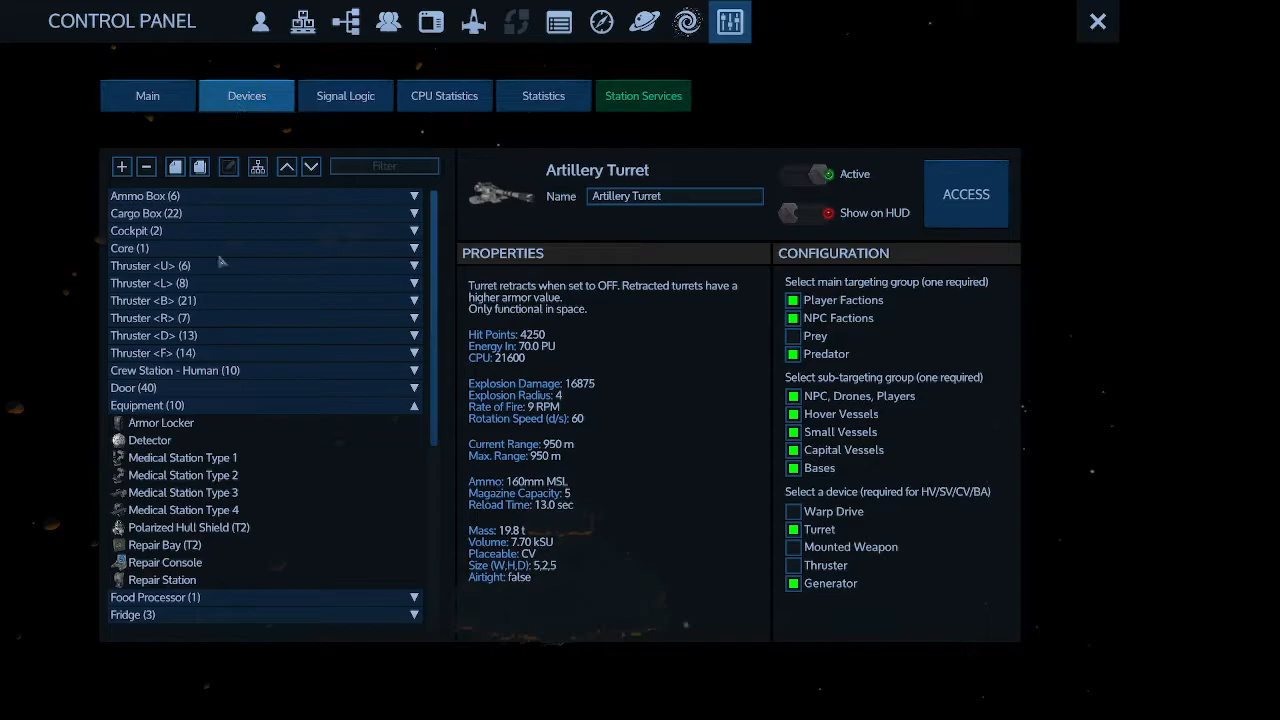 CONTROL PANEL
Main
Devices
Signal Logic
CPU Statistics
Statistics
Station Services
Filter
Ammo Box (6)
Cargo Box (22)
Cockpit (2)
Core (1)
Thruster <U> (6)
Thruster <L> (8)
Thruster <B> (21)
Thruster <R> (7)
Thruster <D> (13)
Thruster <F> (14)
Crew Station - Human (10)
Door (40)
Equipment (10)
Armor Locker
Detector
Medical Station Type 1
Medical Station Type 2
Medical Station Type 3
Medical Station Type 4
Polarized Hull Shield (T2)
Repair Bay (T2)
Repair Console
Repair Station
Food Processor (1)
Fridge (3)
Artillery Turret
Name Artillery Turret
Active
Show on HUD
ACCESS
PROPERTIES
Turret retracts when set to OFF. Retracted turrets have a
higher armor value.
Only functional in space.
Hit Points: 4250
Energy In: 70.0 PU
CPU: 21600
Explosion Damage: 16875
Explosion Radius: 4
Rate of Fire: 9 RPM
Rotation Speed (d/s): 60
Current Range: 950 m
Max. Range: 950 m
Ammo: 160mm MSL
Magazine Capacity: 5
Reload Time: 13.0 sec
Mass: 19.8 t
Volume: 7.70 kSU
Placeable: CV
Size (W,H,D): 5,2,5
Airtight: false
CONFIGURATION
Select main targeting group (one required)
Player Factions
NPC Factions
Prey
Predator
Select sub-targeting group (one required)
NPC, Drones, Players
Hover Vessels
Small Vessels
Capital Vessels
Bases
Select a device (required for HV/SV/CV/BA)
Warp Drive
Turret
Mounted Weapon
Thruster
Generator